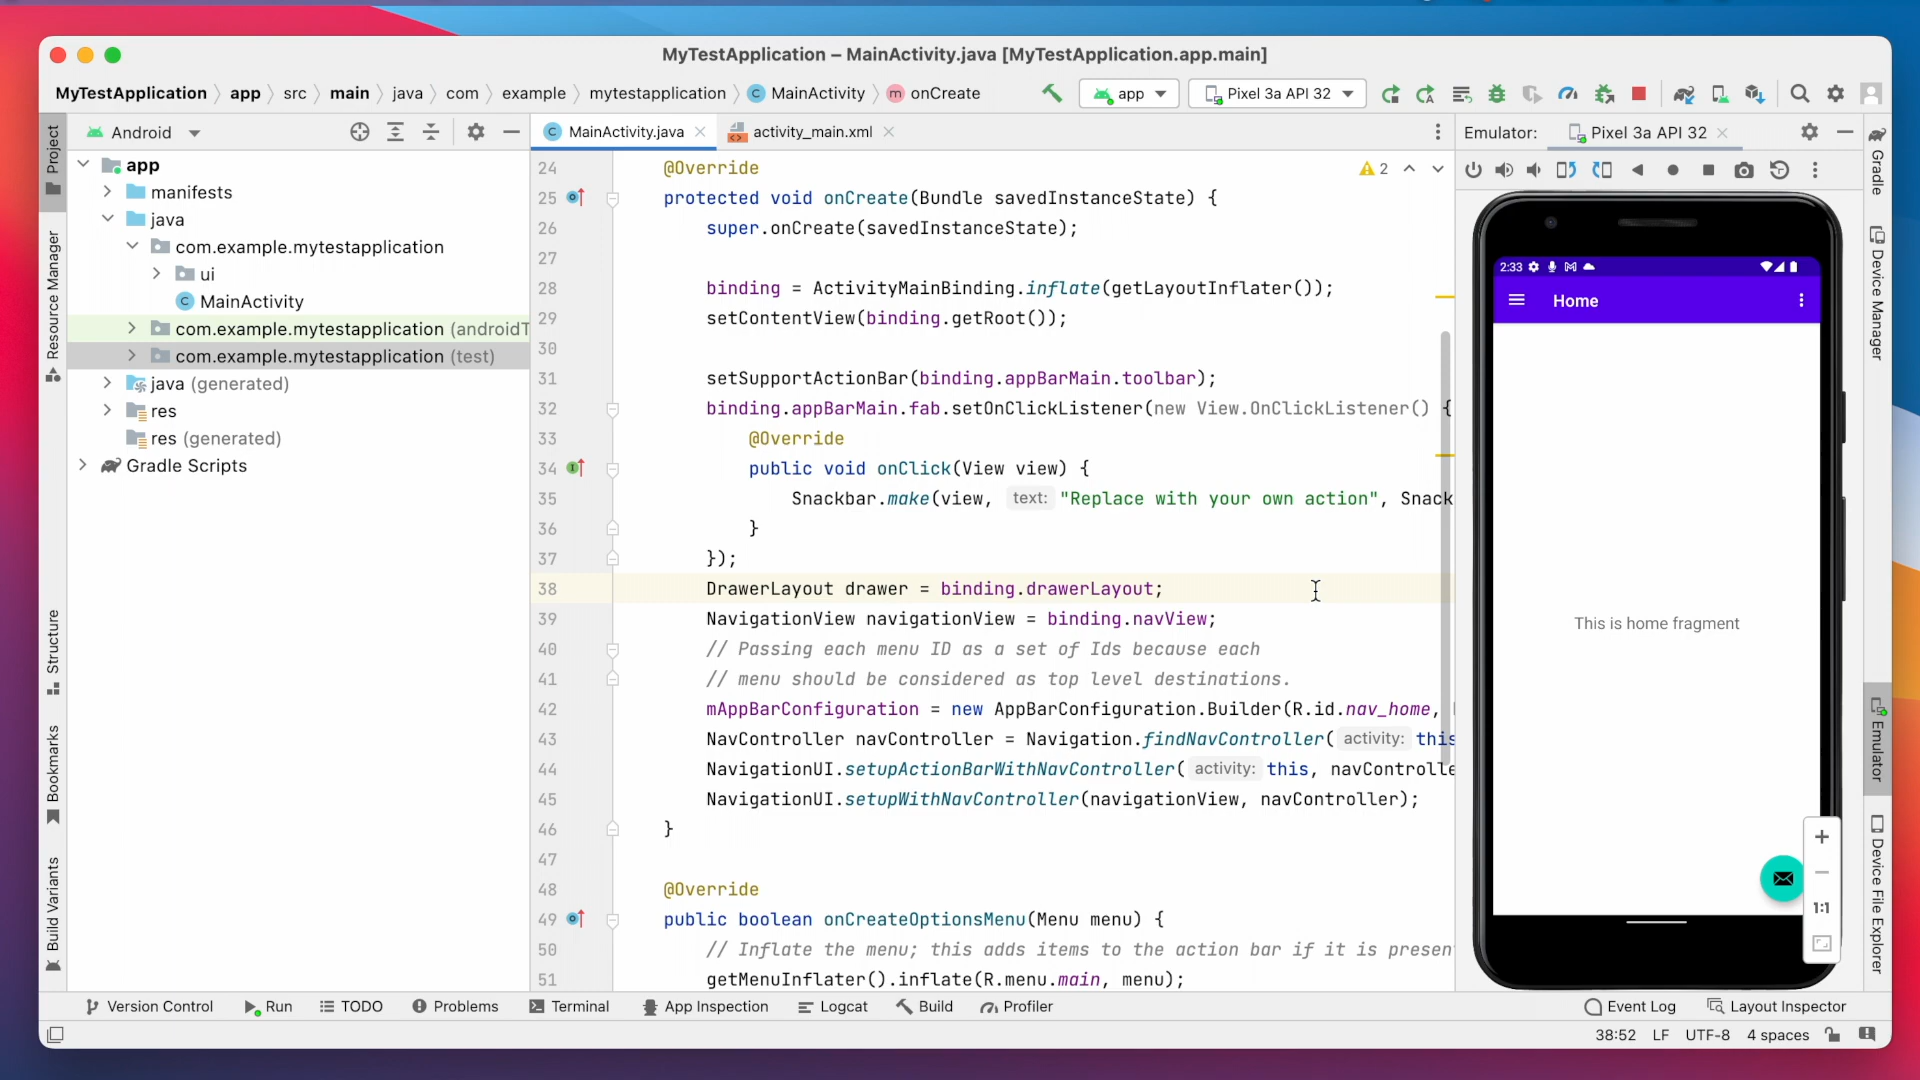 MyTestApplication – MainActivity.java [MyTestApplication.app.main]
MyTestApplication app src main java com example mytestapplication MainActivity onCreate app Pixel 3a API 32
Project
Resource Manager
Structure
Bookmarks
Build Variants
Android
app
manifests
java
com.example.mytestapplication
ui
MainActivity
com.example.mytestapplication (androidT
com.example.mytestapplication (test)
java (generated)
res
res (generated)
Gradle Scripts
MainActivity.java activity_main.xml
2
24 @Override
25 protected void onCreate(Bundle savedInstanceState) {
26 super.onCreate(savedInstanceState);
27
28 binding = ActivityMainBinding.inflate(getLayoutInflater());
29 setContentView(binding.getRoot());
30
31 setSupportActionBar(binding.appBarMain.toolbar);
32 binding.appBarMain.fab.setOnClickListener(new View.OnClickListener() {
33 @Override
34 public void onClick(View view) {
35 Snackbar.make(view, text: "Replace with your own action", Snack
36 }
37 });
38 DrawerLayout drawer = binding.drawerLayout;
39 NavigationView navigationView = binding.navView;
40 // Passing each menu ID as a set of Ids because each
41 // menu should be considered as top level destinations.
42 mAppBarConfiguration = new AppBarConfiguration.Builder(R.id.nav_home,
43 NavController navController = Navigation.findNavController( activity: this
44 NavigationUI.setupActionBarWithNavController( activity: this, navControlle
45 NavigationUI.setupWithNavController(navigationView, navController);
46 }
47
48 @Override
49 public boolean onCreateOptionsMenu(Menu menu) {
50 // Inflate the menu; this adds items to the action bar if it is presen
51 getMenuInflater().inflate(R.menu.main, menu);
Emulator: Pixel 3a API 32
2:33
Home
This is home fragment
1:1
Gradle
Device Manager
Emulator
Device File Explorer
Version Control Run TODO Problems Terminal App Inspection Logcat Build Profiler Event Log Layout Inspector
38:52 LF UTF-8 4 spaces